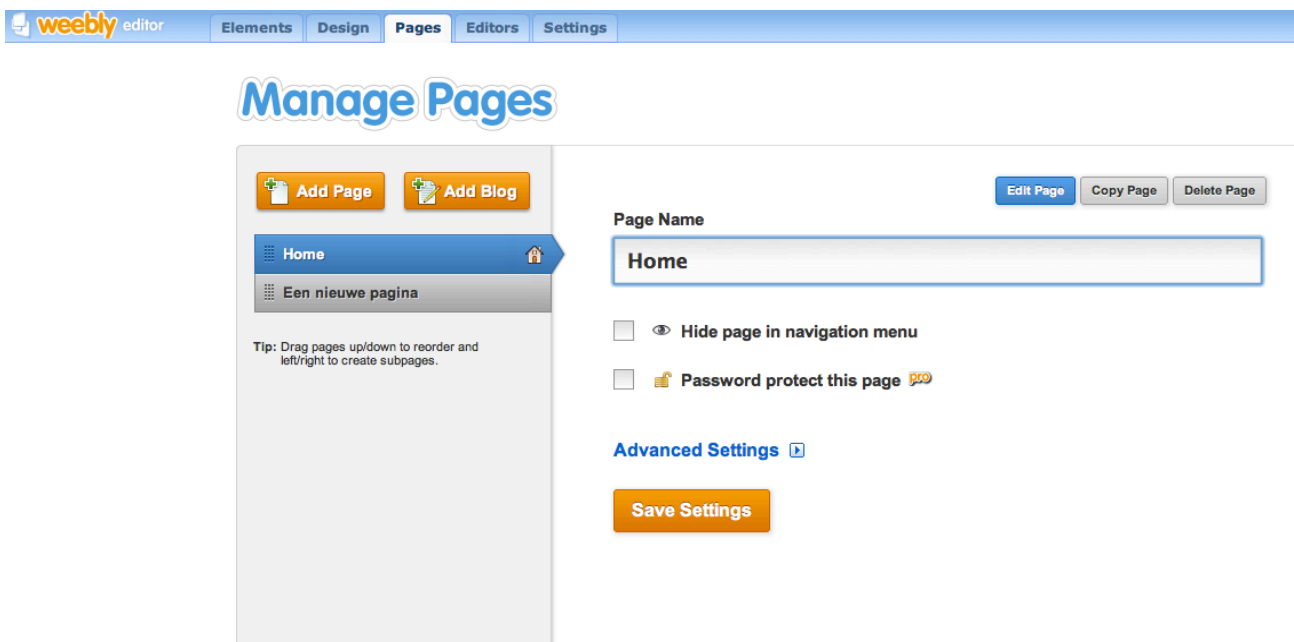 weebly editor
Elements Design Pages Editors Settings
Manage Pages
Add Page Add Blog
Edit Page Copy Page Delete Page
Page Name
Home
Home
Een nieuwe pagina
Hide page in navigation menu
Tip: Drag pages up/down to reorder and
left/right to create subpages.
Password protect this page pro
Advanced Settings
Save Settings